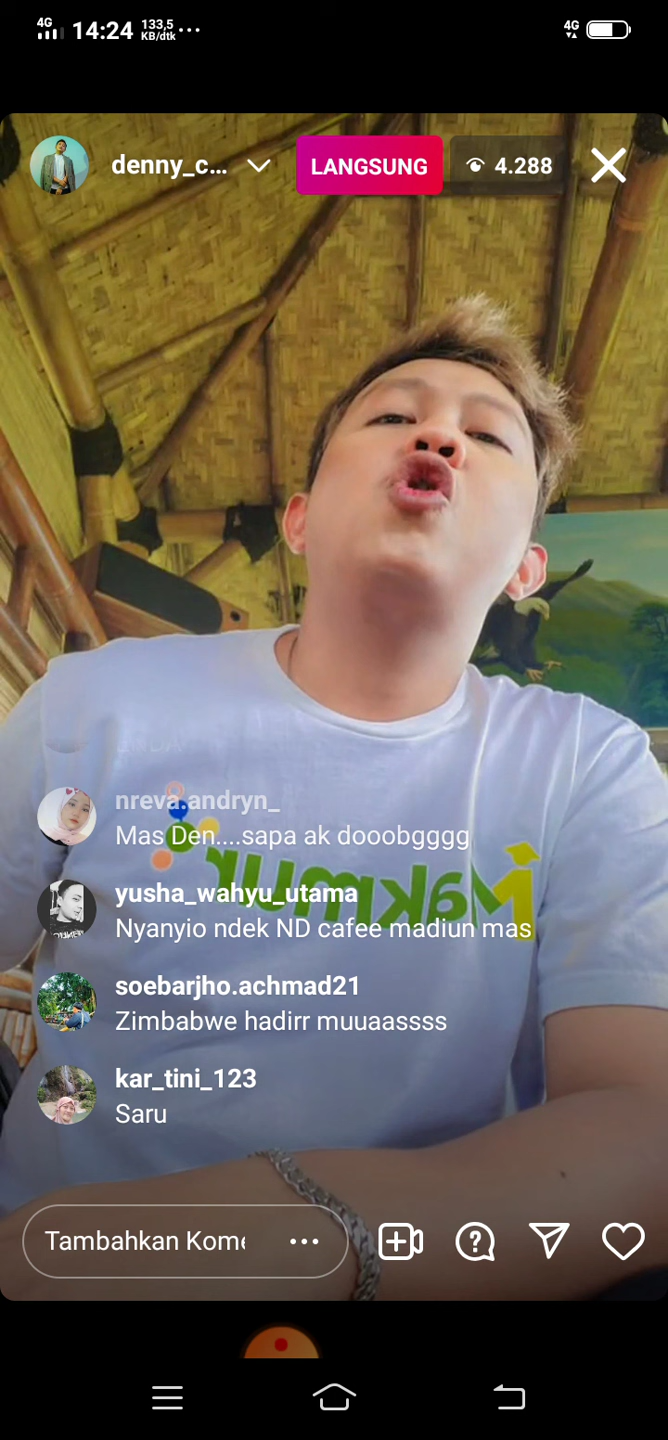 4G
14:24
133,5
KB/dtk
4G
denny_c...
LANGSUNG
4.288
nreva.andryn_
Mas Den....sapa ak dooobgggg
Makmur
yusha_wahyu_utama
Nyanyio ndek ND cafee madiun mas
soebarjho.achmad21
Zimbabwe hadirr muuaassss
kar_tini_123
Saru
Tambahkan Kome